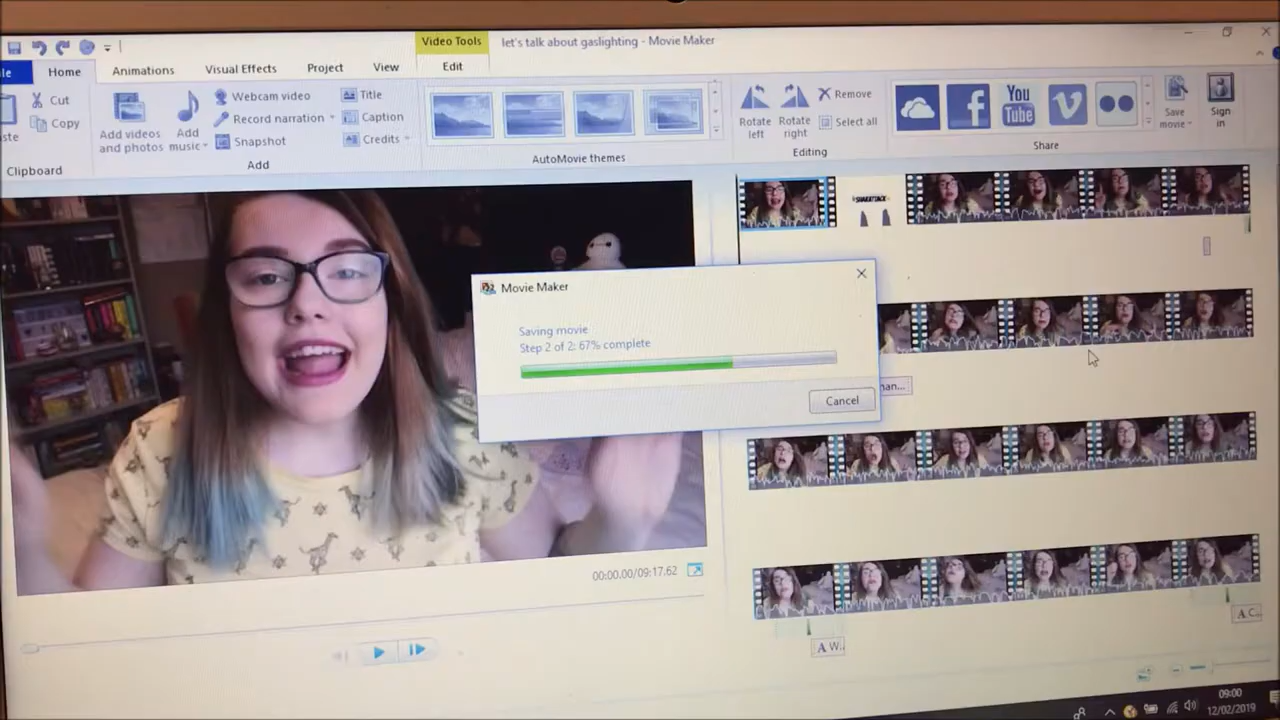 Video Tools
let's talk about gaslighting - Movie Maker
Home
Animations
Visual Effects
Project
View
Edit
Cut
Copy
Clipboard
Add videos
and photos
Add
music
Webcam video
Record narration
Snapshot
Title
Caption
Credits
Add
AutoMovie themes
Rotate
left
Rotate
right
Remove
Select all
Editing
You
Tube
Share
Save
movie
Sign
in
Movie Maker
Saving movie
Step 2 of 2: 67% complete
Cancel
00:00.00/09:17.62
A W..
A C..
09:00
12/02/2019